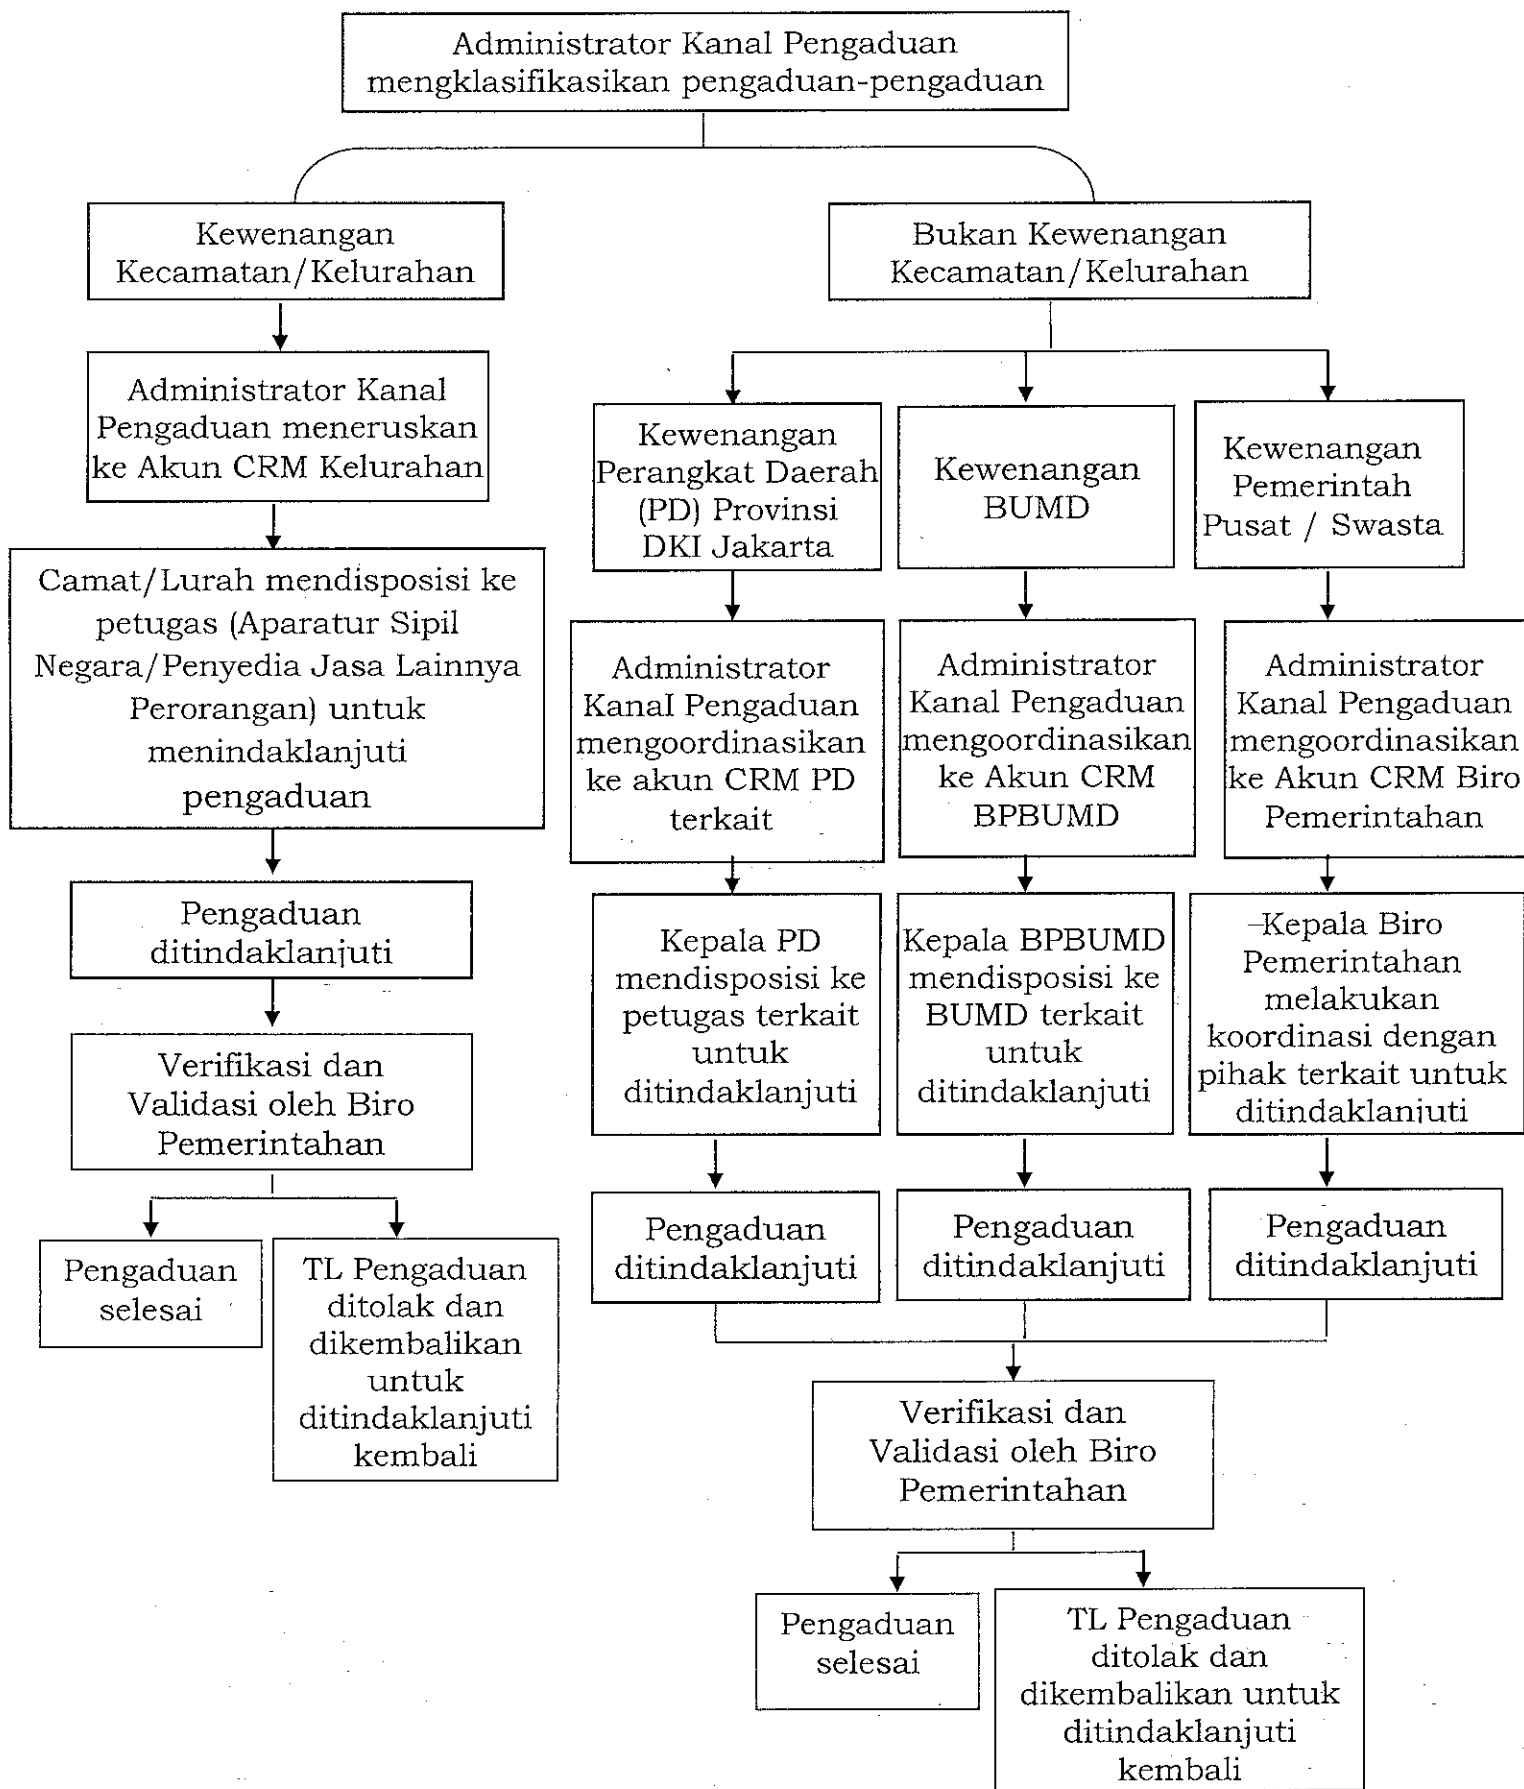 Administrator Kanal Pengaduan
mengklasifikasikan pengaduan-pengaduan
Kewenangan
Kecamatan/Kelurahan
Administrator Kanal
Pengaduan meneruskan
ke Akun CRM Kelurahan
Camat/Lurah mendisposisi ke
petugas (Aparatur Sipil
Negara/Penyedia Jasa Lainnya
Perorangan) untuk
menindaklanjuti
pengaduan
Pengaduan
ditindaklanjuti
Verifikasi dan
Validasi oleh Biro
Pemerintahan
Pengaduan
selesai
TL Pengaduan
ditolak dan
dikembalikan
untuk
ditindaklanjuti
kembali
Bukan Kewenangan
Kecamatan/Kelurahan
Kewenangan
Perangkat Daerah
(PD) Provinsi
DKI Jakarta
Administrator
Kanal Pengaduan
mengoordinasikan
ke akun CRM PD
terkait
Kepala PD
mendisposisi ke
petugas terkait
untuk
ditindaklanjuti
Pengaduan
ditindaklanjuti
Kewenangan
BUMD
Administrator
Kanal Pengaduan
mengoordinasikan
ke Akun CRM
BPBUMD
Kepala BPBUMD
mendisposisi ke
BUMD terkait
untuk
ditindaklanjuti
Pengaduan
ditindaklanjuti
Kewenangan
Pemerintah
Pusat / Swasta
Administrator
Kanal Pengaduan
mengoordinasikan
ke Akun CRM Biro
Pemerintahan
–Kepala Biro
Pemerintahan
melakukan
koordinasi dengan
pihak terkait untuk
ditindaklanjuti
Pengaduan
ditindaklanjuti
Verifikasi dan
Validasi oleh Biro
Pemerintahan
Pengaduan
selesai
TL Pengaduan
ditolak dan
dikembalikan untuk
ditindaklanjuti
kembali